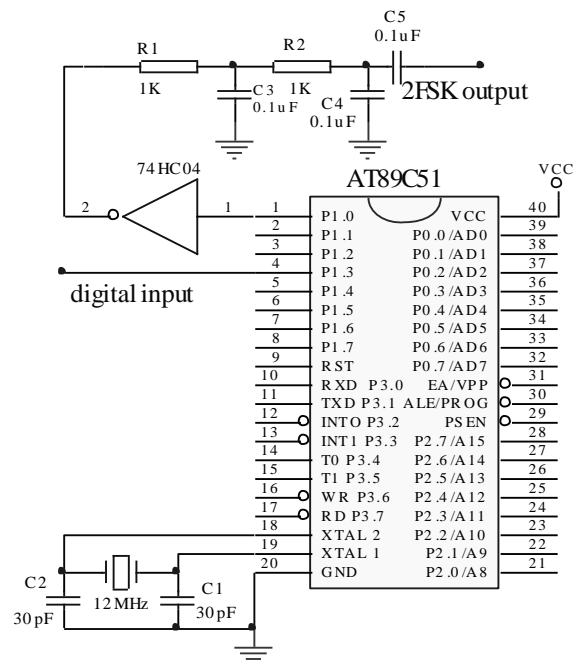 C5
0.1uF
R1
R2
1K
C3
0.1uF
1K
C4
0.1uF
2FSK output
74HC04
2
1
AT89C51
VCC
1 P1.0 VCC 40
2 P1.1 P0.0/AD0 39
3 P1.2 P0.1/AD1 38
4 P1.3 P0.2/AD2 37
digital input
5 P1.4 P0.3/AD3 36
6 P1.5 P0.4/AD4 35
7 P1.6 P0.5/AD5 34
8 P1.7 P0.6/AD6 33
9 RST P0.7/AD7 32
10 RXD P3.0 EA/VPP 31
11 TXD P3.1 ALE/PROG 30
12 INTO P3.2 PSEN 29
13 INT1 P3.3 P2.7/A15 28
14 T0 P3.4 P2.6/A14 27
15 T1 P3.5 P2.5/A13 26
16 WR P3.6 P2.4/A12 25
17 RD P3.7 P2.3/A11 24
18 XTAL 2 P2.2/A10 23
19 XTAL 1 P2.1/A9 22
20 GND P2.0/A8 21
C2
30pF
12MHz
C1
30pF